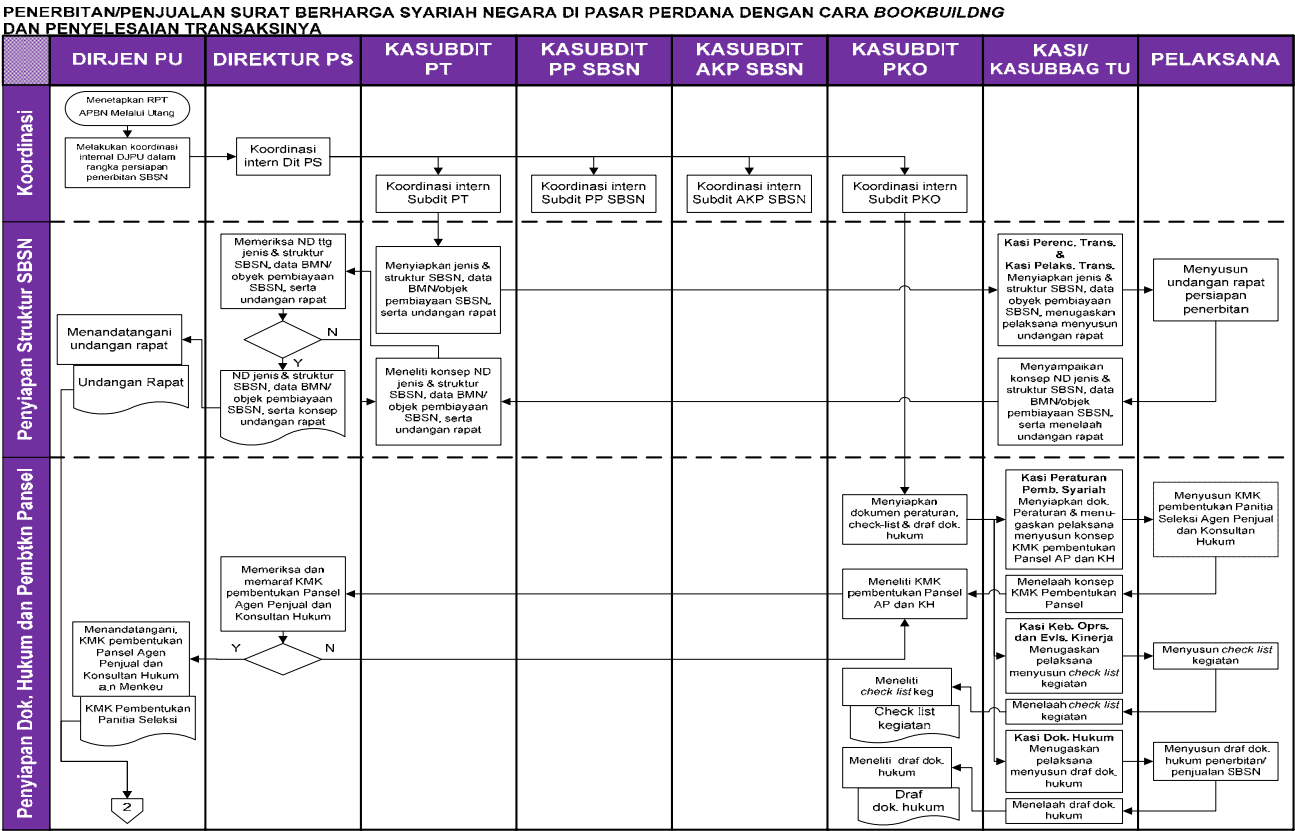 PENERBITAN/PENJUALAN SURAT BERHARGA SYARIAH NEGARA DI PASAR PERDANA DENGAN CARA BOOKBUILDNG
DAN PENYELESAIAN TRANSAKSINYA
DIRJEN PU
DIREKTUR PS
KASUBDIT
PT
KASUBDIT
PP SBSN
KASUBDIT
AKP SBSN
KASUBDIT
PKO
KASI/
KASUBBAG TU
PELAKSANA
Koordinasi
Menetapkan RPT
APBN Melalui Utang
Melakukan koordinasi
internal DJPU dalam
rangka persiapan
penerbitan SBSN
Koordinasi
intern Dit PS
Koordinasi intern
Subdit PT
Koordinasi intern
Subdit PP SBSN
Koordinasi intern
Subdit AKP SBSN
Koordinasi intern
Subdit PKO
Penyiapan Struktur SBSN
Memeriksa ND ttg
jenis & struktur
SBSN, data BMN/
obyek pembiayaan
SBSN, serta
undangan rapat
Menyiapkan jenis &
struktur SBSN, data
BMN/objek
pembiayaan SBSN,
serta undangan rapat
Kasi Perenc. Trans.
&
Kasi Pelaks. Trans.
Menyiapkan jenis &
struktur SBSN, data
obyek pembiayaan
SBSN, menugaskan
pelaksana menyusun
undangan rapat
Menyusun
undangan rapat
persiapan
penerbitan
N
Y
Menandatangani
undangan rapat
Undangan Rapat
ND jenis & struktur
SBSN, data BMN/
objek pembiayaan
SBSN, serta konsep
undangan rapat
Meneliti konsep ND
jenis & struktur
SBSN, data BMN/
objek pembiayaan
SBSN, serta
undangan rapat
Menyampaikan
konsep ND jenis &
struktur SBSN, data
BMN/objek
pembiayaan SBSN,
serta menelaah
undangan rapat
Penyiapan Dok. Hukum dan Pembtkn Pansel
Menyiapkan
dokumen peraturan,
check-list & draf dok.
hukum
Kasi Peraturan
Pemb. Syariah
Menyiapkan dok.
Peraturan & menu-
gaskan pelaksana
menyusun konsep
KMK pembentukan
Pansel AP dan KH
Menyusun KMK
pembentukan Panitia
Seleksi Agen Penjual
dan Konsultan
Hukum
Memeriksa dan
memaraf KMK
pembentukan Pansel
Agen Penjual dan
Konsultan Hukum
Meneliti KMK
pembentukan Pansel
AP dan KH
Menelaah konsep
KMK Pembentukan
Pansel
Y
N
Menandatangani,
KMK pembentukan
Pansel Agen
Penjual dan
Konsultan Hukum
a.n Menkeu
KMK Pembentukan
Panitia Seleksi
Kasi Keb. Oprs.
dan Evls. Kinerja
Menugaskan
pelaksana
menyusun check list
kegiatan
Menyusun check list
kegiatan
Meneliti
check list keg
Check list
kegiatan
Menelaah check list
kegiatan
Kasi Dok. Hukum
Menugaskan
pelaksana
menyusun draf dok.
hukum
Menyusun draf dok.
hukum penerbitan/
penjualan SBSN
Meneliti draf dok.
hukum
Draf
dok. hukum
Menelaah draf dok.
hukum
2